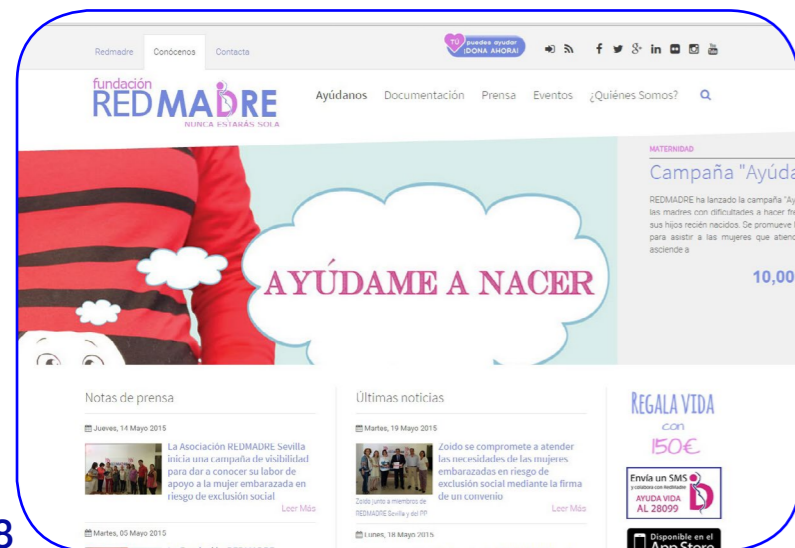 Redmadre Conócenos Contacta
TÚ puedes ayudar
¡DONA AHORA!
fundación
REDMADRE
NUNCA ESTARÁS SOLA
Ayúdanos Documentación Prensa Eventos ¿Quiénes Somos?
AYÚDAME A NACER
MATERNIDAD
Campaña "Ayúda
REDMADRE ha lanzado la campaña "Ay
las madres con dificultades a hacer fre
sus hijos recién nacidos. Se promueve l
para asistir a las mujeres que atiend
asciende a
10,00
Notas de prensa
Jueves, 14 Mayo 2015
La Asociación REDMADRE Sevilla
inicia una campaña de visibilidad
para dar a conocer su labor de
apoyo a la mujer embarazada en
riesgo de exclusión social
Leer Más
Martes, 05 Mayo 2015
Últimas noticias
Martes, 19 Mayo 2015
Zoido se compromete a atender
las necesidades de las mujeres
embarazadas en riesgo de
exclusión social mediante la firma
de un convenio
Zoido junto a miembros de
REDMADRE Sevilla y del PP
Leer Más
Lunes, 18 Mayo 2015
REGALA VIDA
con
150€
Envía un SMS
y colabora con RedMadre
AYUDA VIDA
AL 28099
Disponible en el
App Store
8